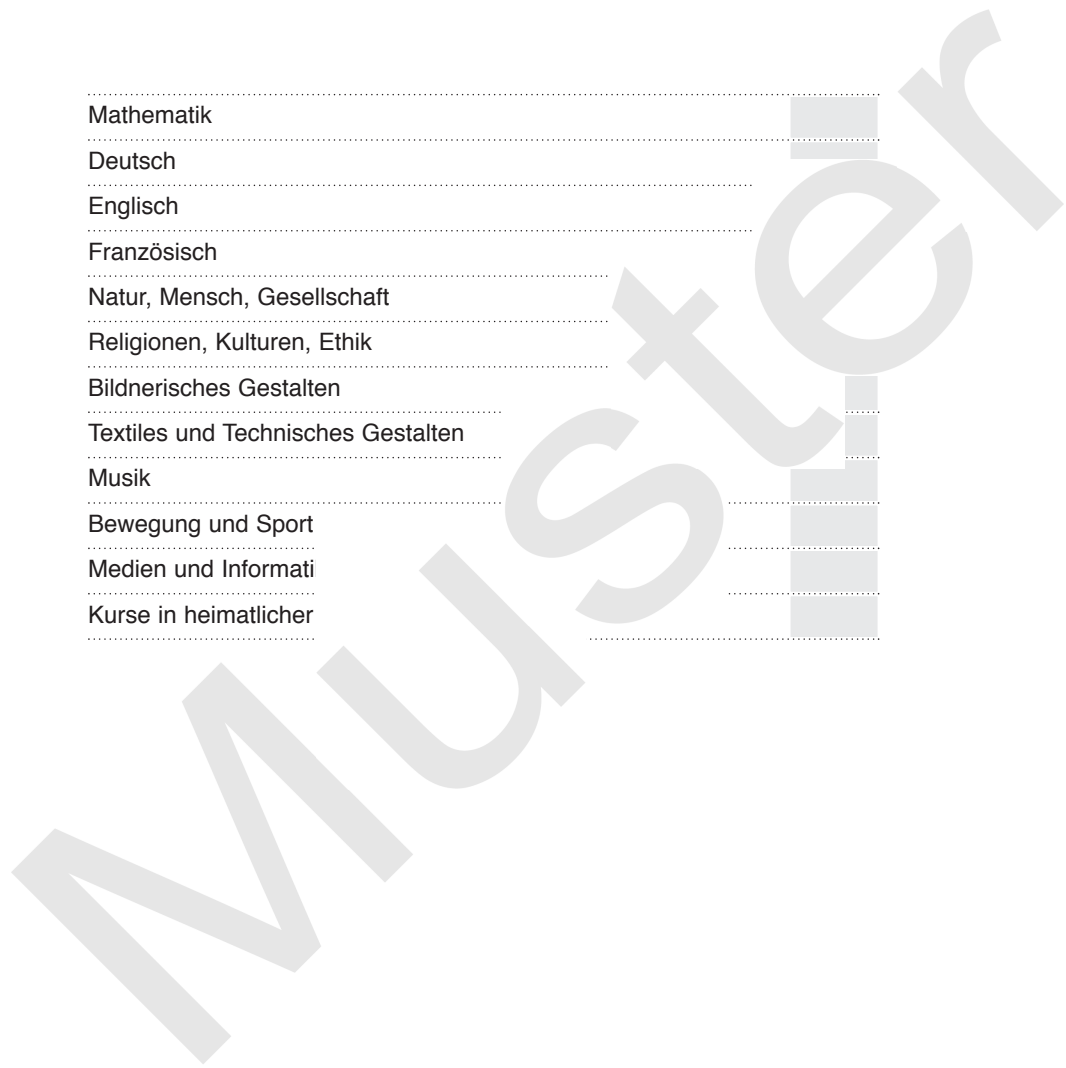 Mathematik
Deutsch
Englisch
Französisch
Natur, Mensch, Gesellschaft
Religionen, Kulturen, Ethik
Bildnerisches Gestalten
Textiles und Technisches Gestalten
Musik
Bewegung und Sport
Medien und Informati
Kurse in heimatlicher
Muster